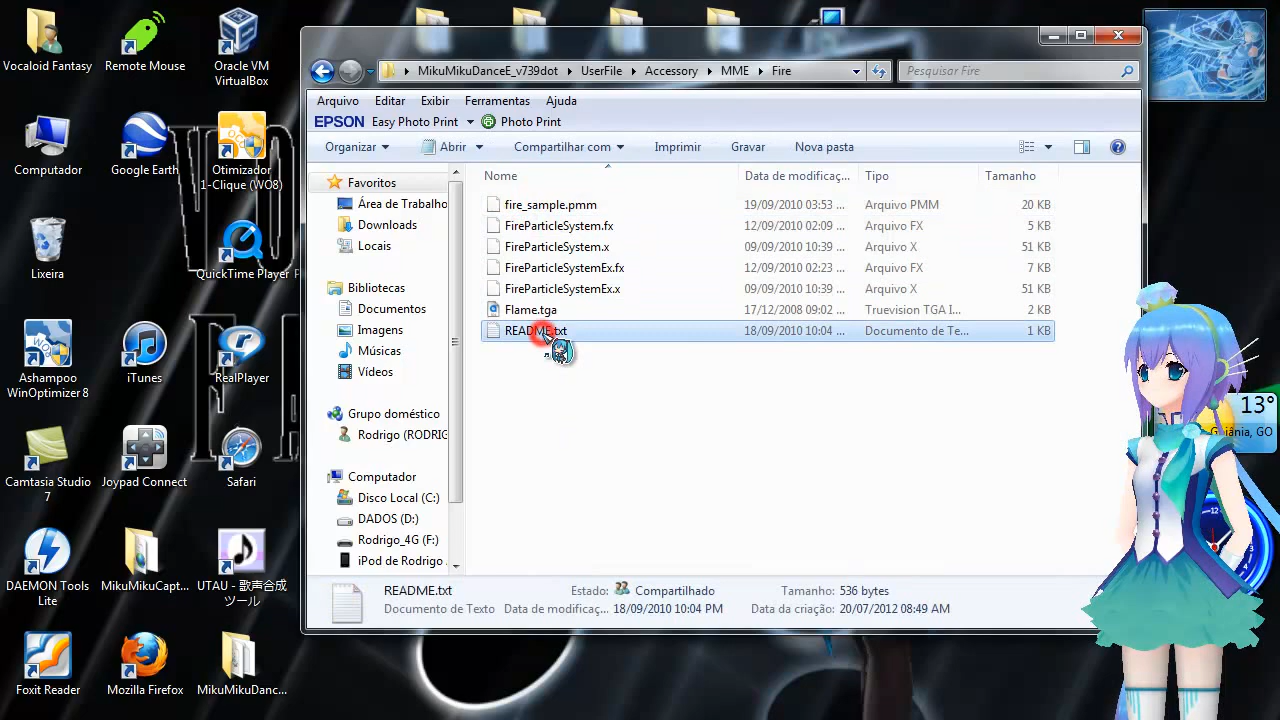 Vocaloid Fantasy
Remote Mouse
Oracle VM
VirtualBox
Computador
Google Earth
Otimizador
1-Clique (WO8)
Lixeira
QuickTime Player
Ashampoo
WinOptimizer 8
iTunes
RealPlayer
Camtasia Studio
7
Joypad Connect
Safari
DAEMON Tools
Lite
MikuMikuCapt...
UTAU - 歌声合成
ツール
Foxit Reader
Mozilla Firefox
MikuMikuDanc...
MikuMikuDanceE_v739dot
UserFile
Accessory
MME
Fire
Pesquisar Fire
Arquivo Editar Exibir Ferramentas Ajuda
EPSON Easy Photo Print Photo Print
Organizar Abrir Compartilhar com Imprimir Gravar Nova pasta
Favoritos
Área de Trabalho
Downloads
Locais
Bibliotecas
Documentos
Imagens
Músicas
Vídeos
Grupo doméstico
Rodrigo (RODRIG
Computador
Disco Local (C:)
DADOS (D:)
Rodrigo_4G (F:)
iPod de Rodrigo
Nome Data de modificaç... Tipo Tamanho
fire_sample.pmm 19/09/2010 03:53 ... Arquivo PMM 20 KB
FireParticleSystem.fx 12/09/2010 02:09 ... Arquivo FX 5 KB
FireParticleSystem.x 09/09/2010 10:39 ... Arquivo X 51 KB
FireParticleSystemEx.fx 12/09/2010 02:23 ... Arquivo FX 7 KB
FireParticleSystemEx.x 09/09/2010 10:39 ... Arquivo X 51 KB
Flame.tga 17/12/2008 09:02 ... Truevision TGA I... 2 KB
README.txt 18/09/2010 10:04 ... Documento de Te... 1 KB
README.txt Estado: Compartilhado Tamanho: 536 bytes
Documento de Texto Data de modificaç... 18/09/2010 10:04 PM Data da criação: 20/07/2012 08:49 AM
13°
Goiânia, GO
12
3